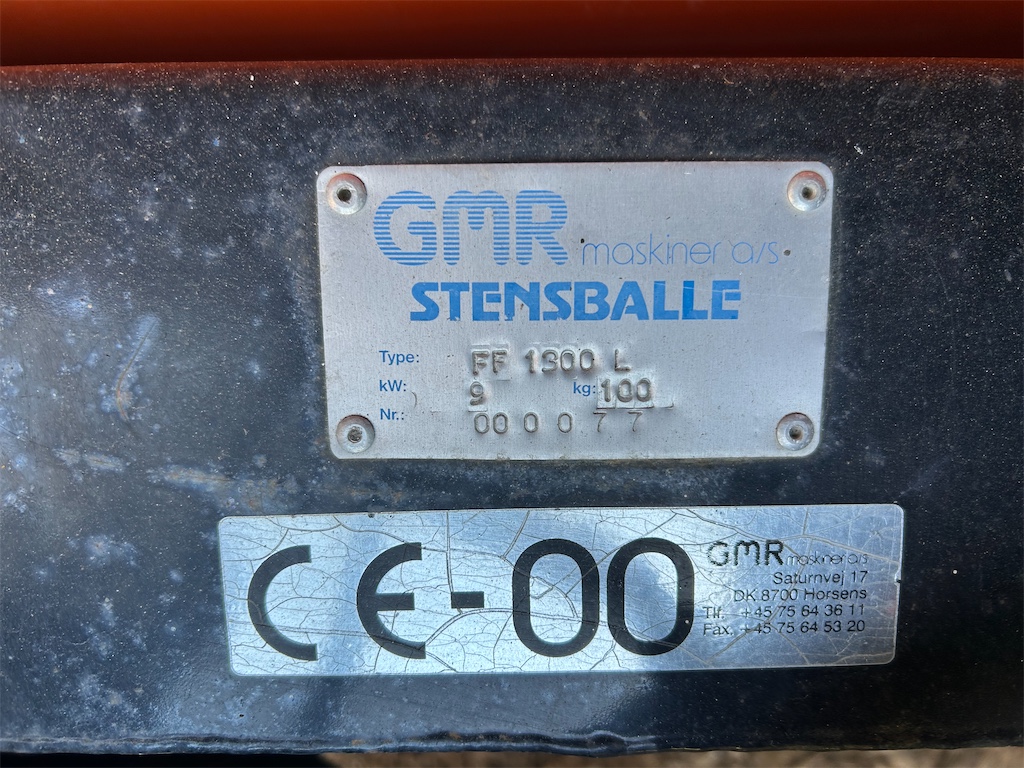 GMR maskiner a/s
STENSBALLE
Type: FF 1300 L
kW: 9 kg: 100
Nr.: 000077
CE-00
GMR maskiner a/s
Saturnvej 17
DK 8700 Horsens
Tlf. +45 75 64 36 11
Fax. +45 75 64 53 20